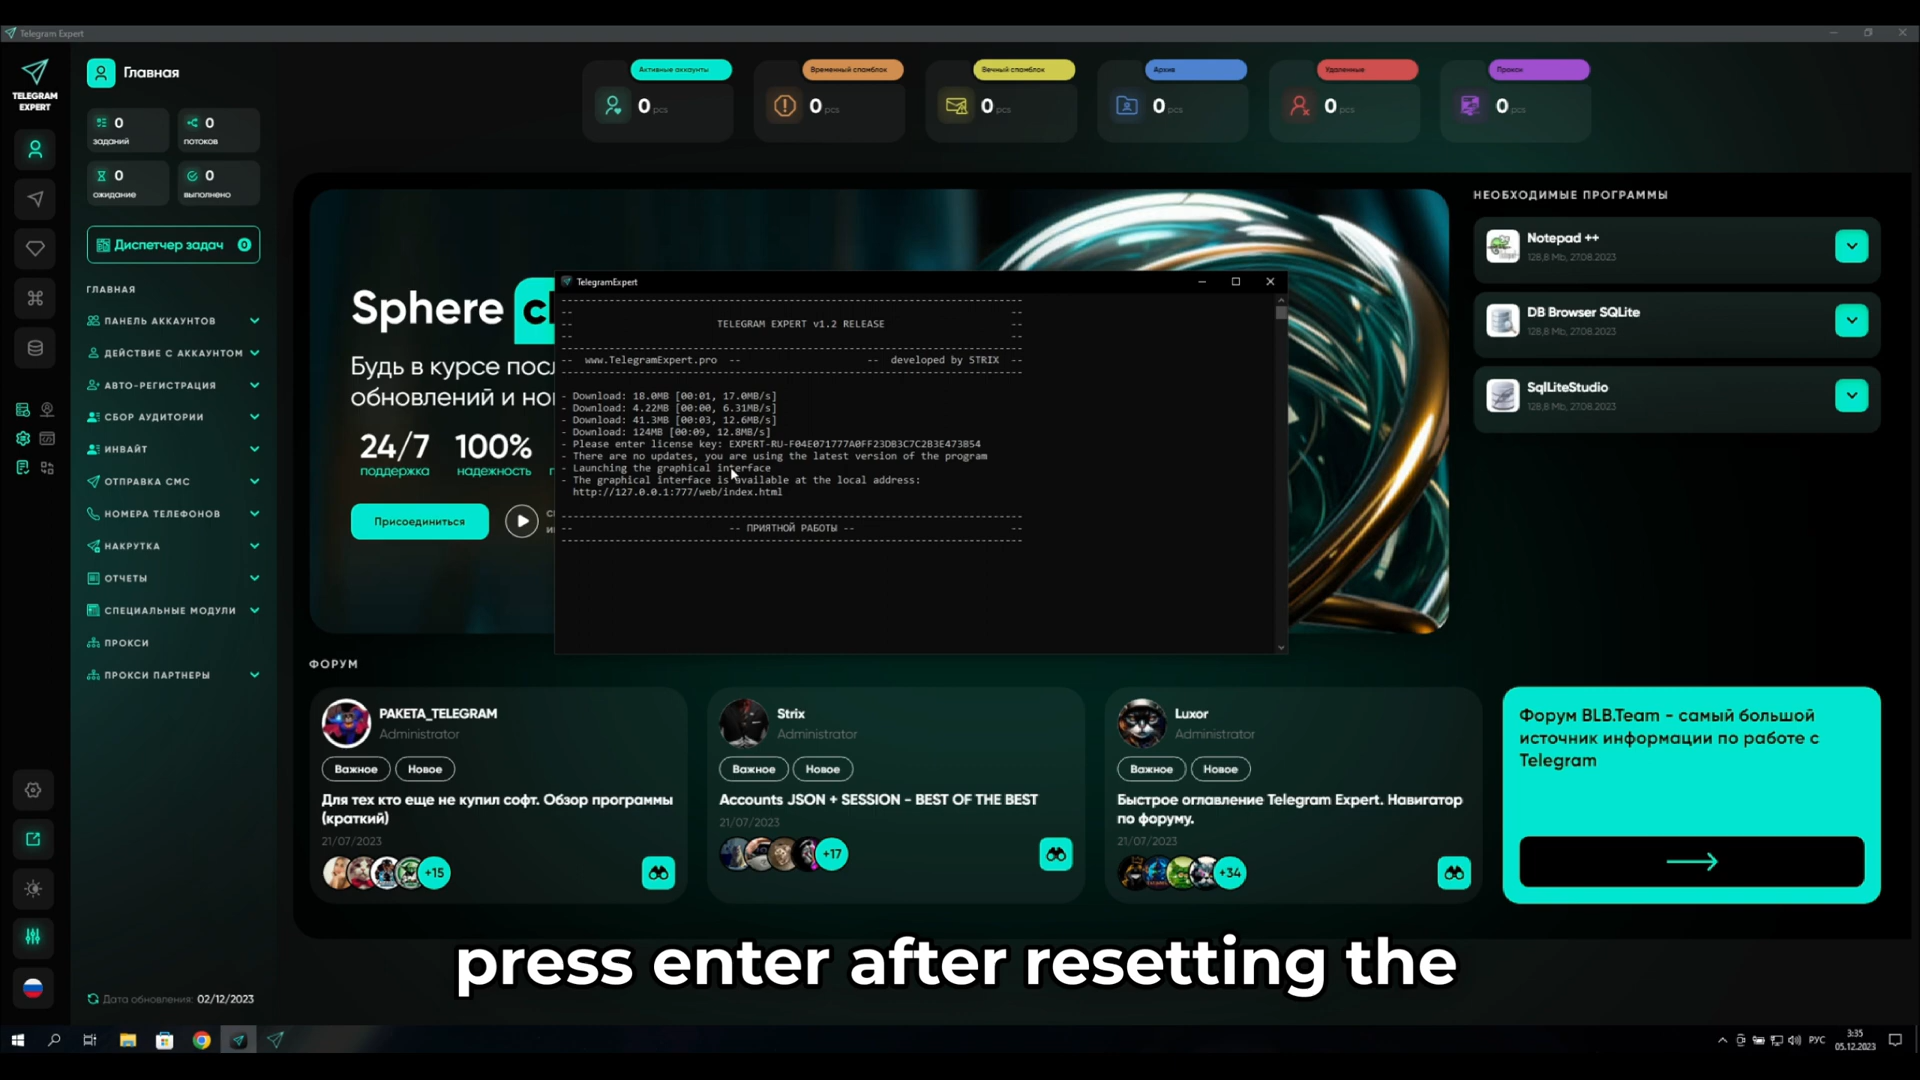 Telegram Expert
TELEGRAM
EXPERT
Главная
0
заданий
0
потоков
0
ожидание
0
выполнено
Диспетчер задач 0
ГЛАВНАЯ
ПАНЕЛЬ АККАУНТОВ
ДЕЙСТВИЕ С АККАУНТОМ
АВТО-РЕГИСТРАЦИЯ
СБОР АУДИТОРИИ
ИНВАЙТ
ОТПРАВКА СМС
НОМЕРА ТЕЛЕФОНОВ
НАКРУТКА
ОТЧЕТЫ
СПЕЦИАЛЬНЫЕ МОДУЛИ
ПРОКСИ
ПРОКСИ ПАРТНЕРЫ
Дата обновления: 02/12/2023
Активные аккаунты
0 pcs
Временный спамблок
0 pcs
Вечный спамблок
0 pcs
Архив
0 pcs
Удаленные
0 pcs
Прокси
0 pcs
Sphere
Будь в курсе
обновлений и
24/7
поддержка
100%
надежность
Присоединиться
TelegramExpert
TELEGRAM EXPERT v1.2 RELEASE
-- www.TelegramExpert.pro -- -- developed by STRIX --
- Download: 18.0MB [00:01, 17.0MB/s]
- Download: 4.22MB [00:00, 6.31MB/s]
- Download: 41.3MB [00:03, 12.6MB/s]
- Download: 124MB [00:09, 12.8MB/s]
- Please enter license key: EXPERT-RU-F04E071777A0FF23DB3C7C2B3E473B54
- There are no updates, you are using the latest version of the program
- Launching the graphical interface
- The graphical interface is available at the local address:
http://127.0.0.1:777/web/index.html
-- -- ПРИЯТНОЙ РАБОТЫ -- --
НЕОБХОДИМЫЕ ПРОГРАММЫ
Notepad ++
128,8 Mb, 27.08.2023
DB Browser SQLite
128,8 Mb, 27.08.2023
SqlLiteStudio
128,8 Mb, 27.08.2023
ФОРУМ
PAKETA_TELEGRAM
Administrator
Важное Новое
Для тех кто еще не купил софт. Обзор программы
(краткий)
21/07/2023
+15
Strix
Administrator
Важное Новое
Accounts JSON + SESSION - BEST OF THE BEST
21/07/2023
+17
Luxor
Administrator
Важное Новое
Быстрое оглавление Telegram Expert. Навигатор
по форуму.
21/07/2023
+34
Форум BLB.Team - самый большой
источник информации по работе с
Telegram
press enter after resetting the
РУС
3:35
05.12.2023